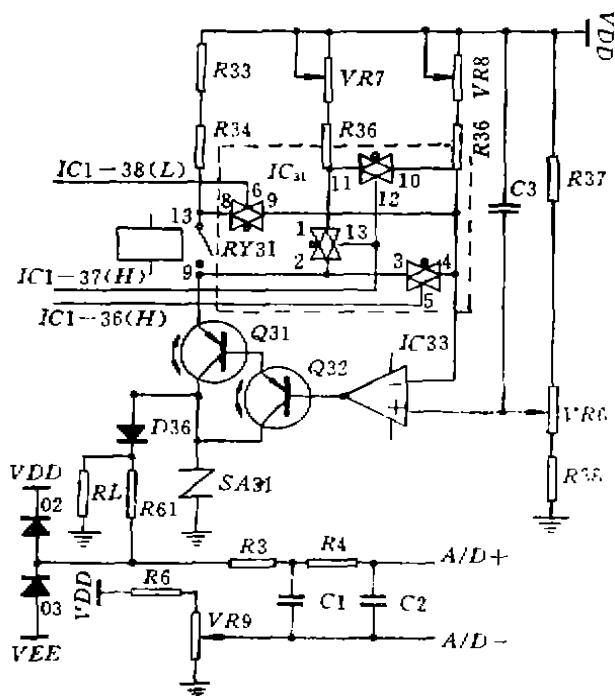 VDD
R33
VR7
VR8
R34
R36
R36
IC1-38(L)
IC31
11
10
C3
R37
8
6
9
12
13
RY31
1
13
2
3
4
9
5
IC1-37(H)
IC1-36(H)
Q31
Q32
IC33
+
D36
SA31
R38
VDD
RL
R61
02
R3
R4
A/D+
03
VDD
R6
C1
C2
VR9
VEE
A/D-